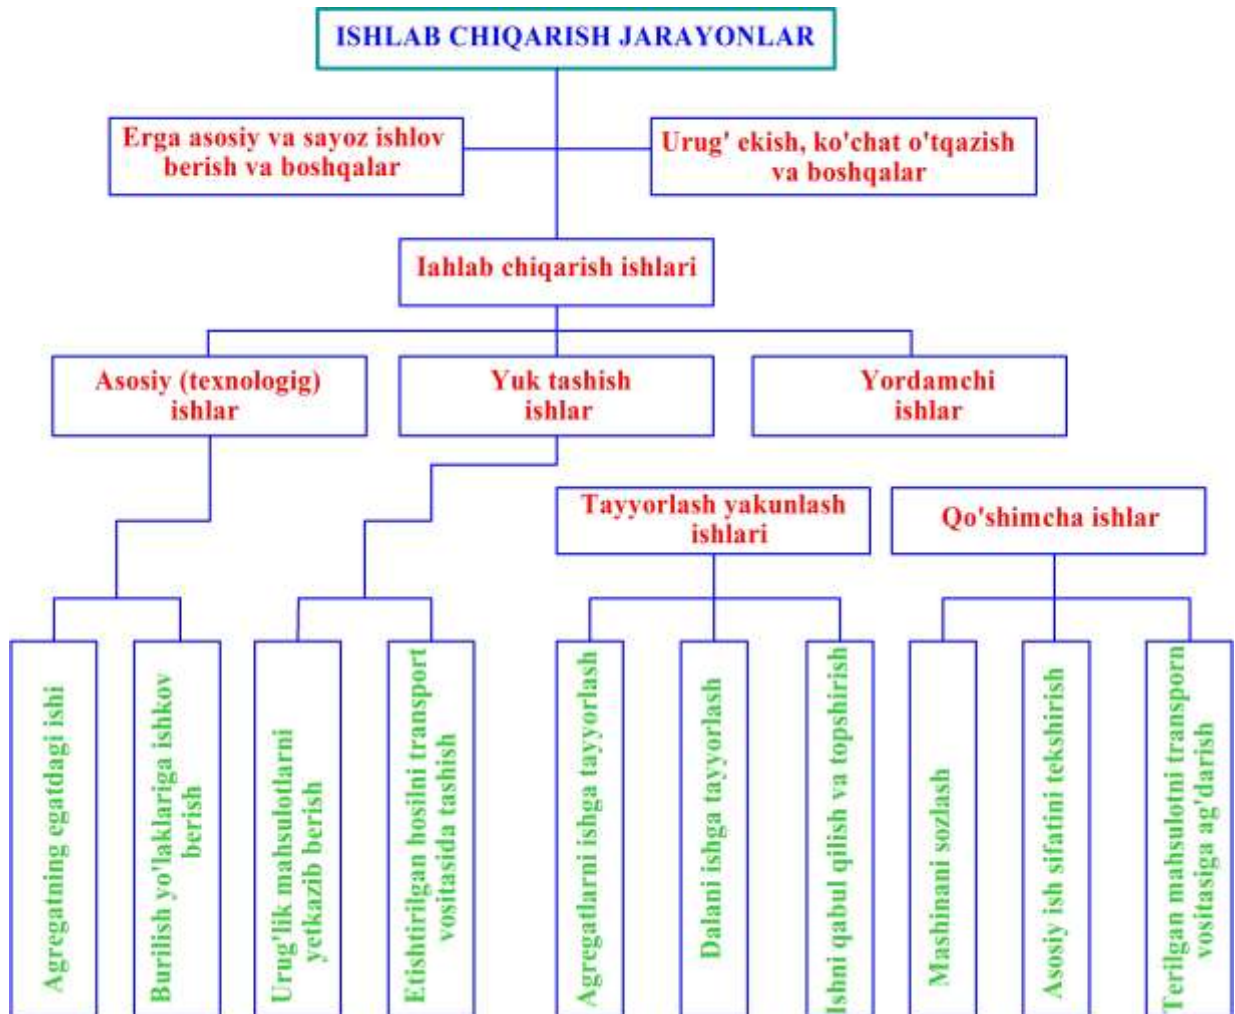 ISHLAB CHIQARISH JARAYONLAR
Erga asosiy va sayoz ishlov
berish va boshqalar
Urug' ekish, ko'chat o'tqazish
va boshqalar
Iahlab chiqarish ishlari
Asosiy (texnologig)
ishlar
Yuk tashish
ishlar
Yordamchi
ishlar
Tayyorlash yakunlash
ishlari
Qo'shimcha ishlar
Agregatning egatdagi ishi
Burilish yo'laklariga ishkov
berish
Urug'lik mahsulotlarni
yetkazib berish
Etishtirilgan hosilni transport
vositasida tashish
Agregatlarni ishga tayyorlash
Dalani ishga tayyorlash
Ishni qabul qilish va topshirish
Mashinani sozlash
Asosiy ish sifatini tekshirish
Terilgan mahsulotni transporn
vositasiga ag'darish